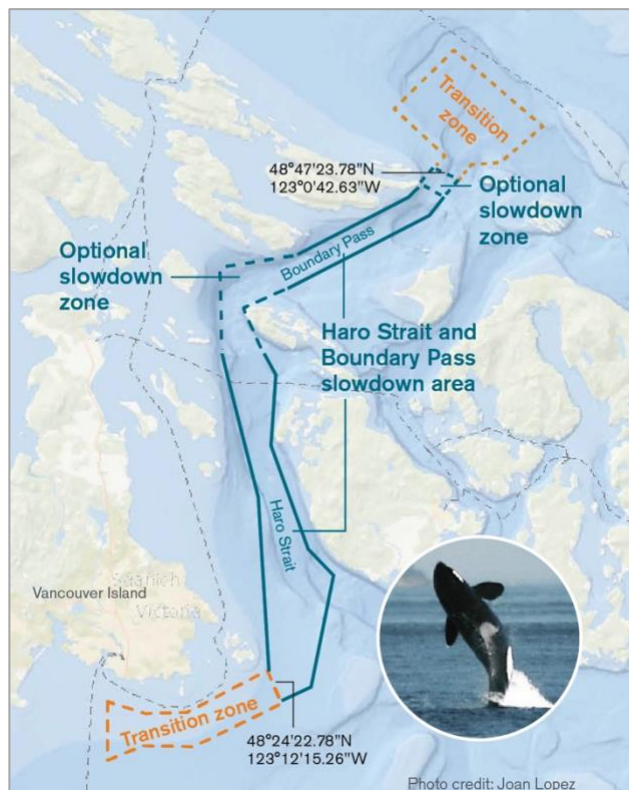 Transition
zone
48°47'23.78"N
123°0'42.63"W
Optional
slowdown
zone
Optional
slowdown
zone
Boundary Pass
Haro Strait and
Boundary Pass
slowdown area
Haro Strait
Vancouver Island
Saanich
Victoria
Transition zone
48°24'22.78"N
123°12'15.26"W
Photo credit: Joan Lopez